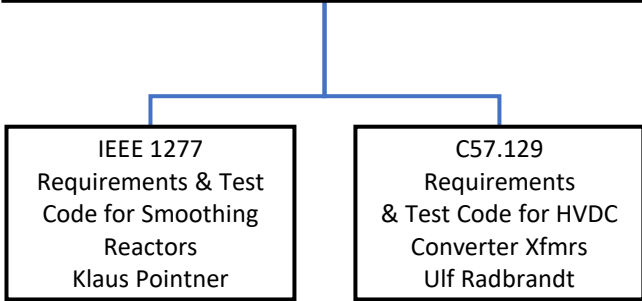 IEEE 1277
Requirements & Test
Code for Smoothing
Reactors
Klaus Pointner
C57.129
Requirements
& Test Code for HVDC
Converter Xfmrs
Ulf Radbrandt